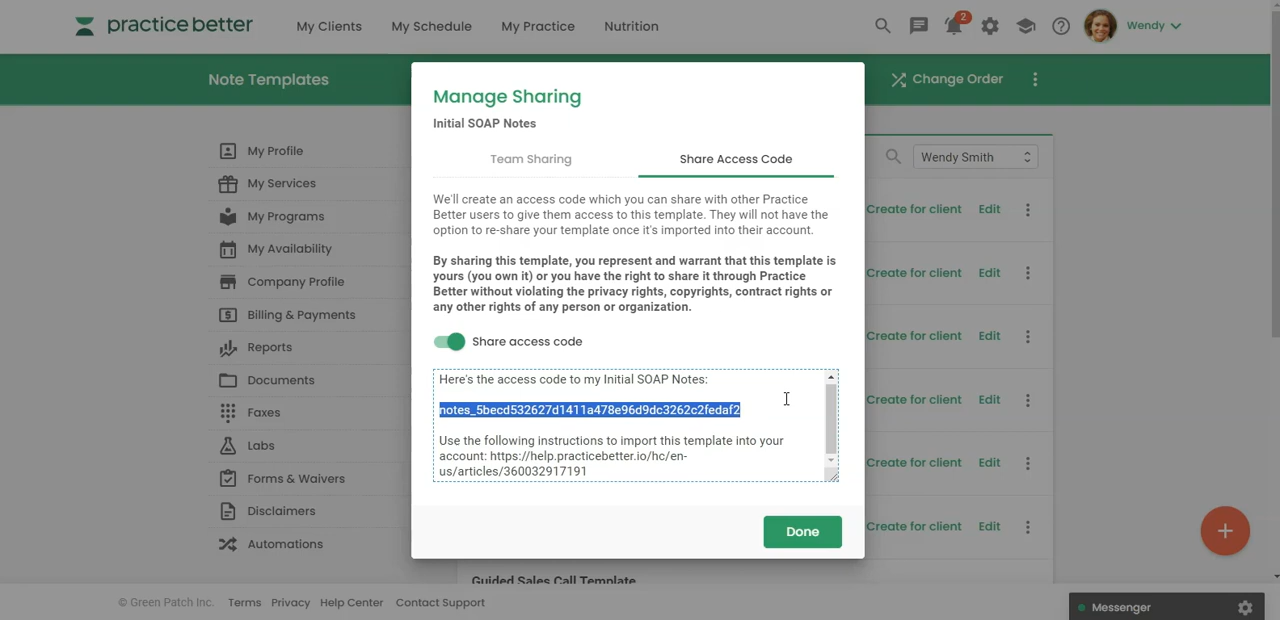 practice better
My Clients
My Schedule
My Practice
Nutrition
2
Wendy
Note Templates
Change Order
My Profile
My Services
My Programs
My Availability
Company Profile
Billing & Payments
Reports
Documents
Faxes
Labs
Forms & Waivers
Disclaimers
Automations
Manage Sharing
Initial SOAP Notes
Team Sharing
Share Access Code
We'll create an access code which you can share with other Practice
Better users to give them access to this template. They will not have the
option to re-share your template once it's imported into their account.
By sharing this template, you represent and warrant that this template is
yours (you own it) or you have the right to share it through Practice
Better without violating the privacy rights, copyrights, contract rights or
any other rights of any person or organization.
Share access code
Here's the access code to my Initial SOAP Notes:
notes_5becd532627d1411a478e96d9dc3262c2fedaf2
Use the following instructions to import this template into your
account: https://help.practicebetter.io/hc/en-
us/articles/360032917191
Done
Wendy Smith
Create for client Edit
Create for client Edit
Create for client Edit
Create for client Edit
Create for client Edit
Create for client Edit
Guided Sales Call Template
© Green Patch Inc.
Terms
Privacy
Help Center
Contact Support
Messenger